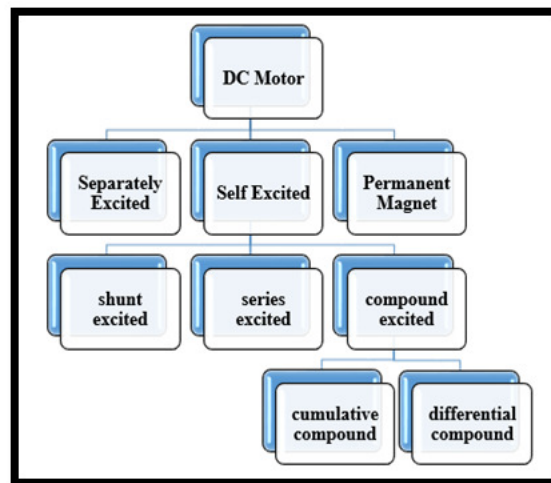 DC Motor
Separately
Excited
Self Excited
Permanent
Magnet
shunt
excited
series
excited
compound
excited
cumulative
compound
differential
compound